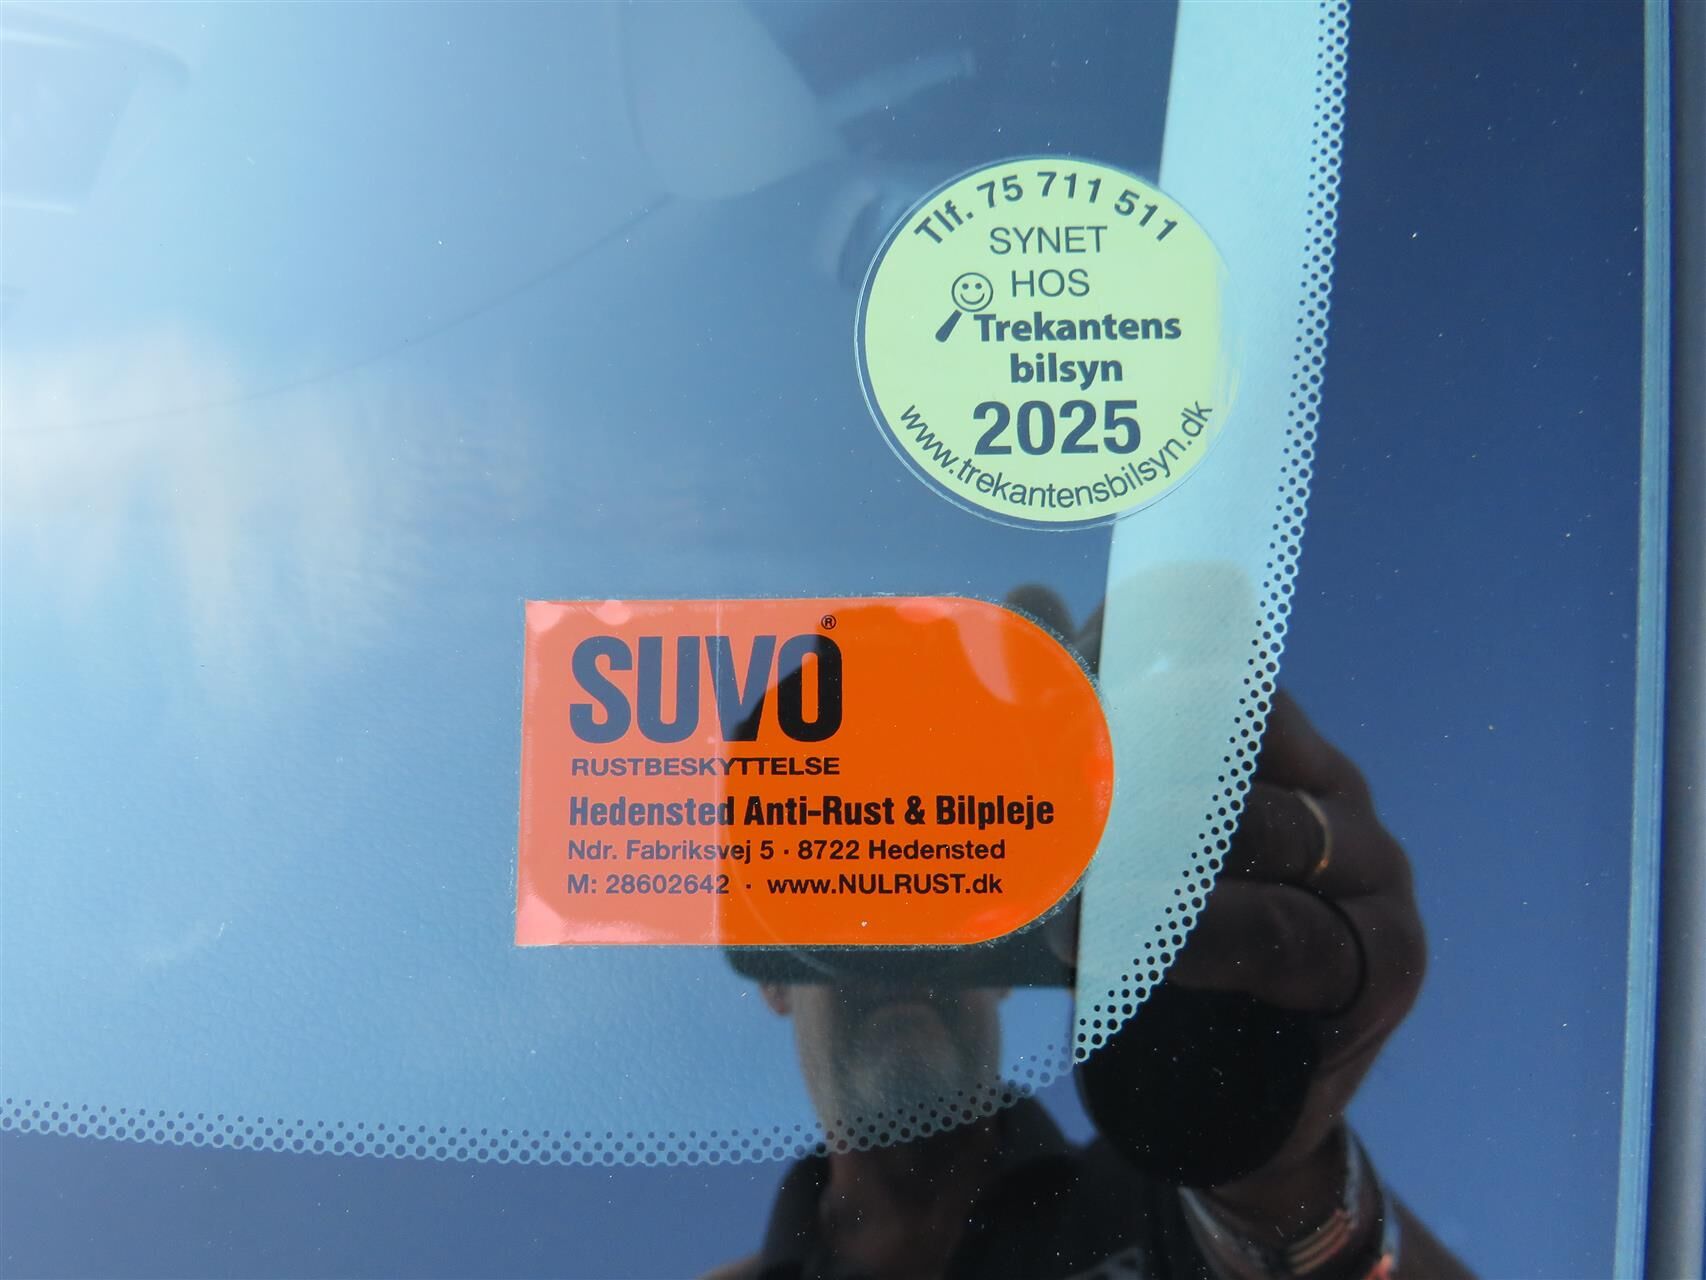 Tlf. 75 711 511
SYNET
HOS
Trekantens
bilsyn
2025
www.trekantensbilsyn.dk
SUVO®
RUSTBESKYTTELSE
Hedensted Anti-Rust & Bilpleje
Ndr. Fabriksvej 5 · 8722 Hedensted
M: 28602642 · www.NULRUST.dk